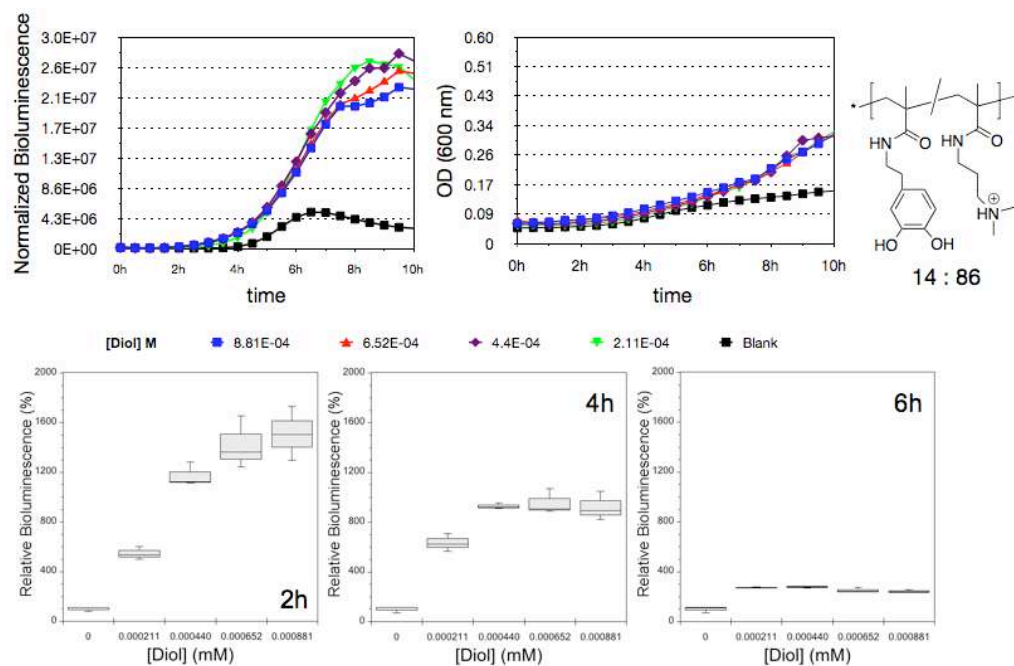 Normalized Bioluminescence
3.0E+07
2.6E+07
2.1E+07
1.7E+07
1.3E+07
8.6E+06
4.3E+06
0E+00
0h 2h 4h 6h 8h 10h
time
OD (600 nm)
0.60
0.51
0.43
0.34
0.26
0.17
0.09
0
0h 2h 4h 6h 8h 10h
time
* *
HN O HN O
HO OH
HN
+
14 : 86
[Diol] M 8.81E-04 6.52E-04 4.4E-04 2.11E-04 Blank
Relative Bioluminescence (%)
2000
1600
1200
800
400
0
2h
0 0.000211 0.000440 0.000652 0.000881
[Diol] (mM)
Relative Bioluminescence (%)
2000
1600
1200
800
400
0
4h
0 0.000211 0.000440 0.000652 0.000881
[Diol] (mM)
Relative Bioluminescence (%)
2000
1600
1200
800
400
0
6h
0 0.000211 0.000440 0.000652 0.000881
[Diol] (mM)